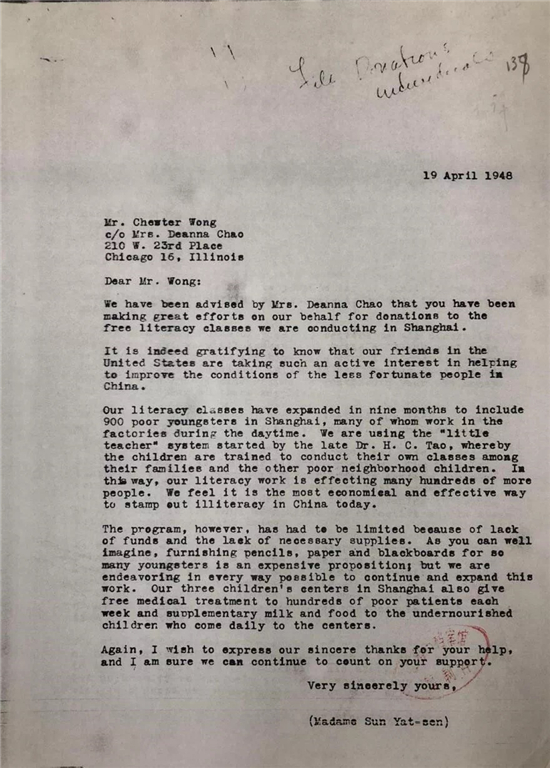 File Donations
individuals 138
19 April 1948
Mr. Chewter Wong
c/o Mrs. Deanna Chao
210 W. 23rd Place
Chicago 16, Illinois
Dear Mr. Wong:
We have been advised by Mrs. Deanna Chao that you have been
making great efforts on our behalf for donations to the
free literacy classes we are conducting in Shanghai.
It is indeed gratifying to know that our friends in the
United States are taking such an active interest in helping
to improve the conditions of the less fortunate people in
China.
Our literacy classes have expanded in nine months to include
900 poor youngsters in Shanghai, many of whom work in the
factories during the daytime. We are using the "little
teacher" system started by the late Dr. H. C. Tao, whereby
the children are trained to conduct their own classes among
their families and the other poor neighborhood children. In
this way, our literacy work is effecting many hundreds of more
people. We feel it is the most economical and effective way
to stamp out illiteracy in China today.
The program, however, has had to be limited because of lack
of funds and the lack of necessary supplies. As you can well
imagine, furnishing pencils, paper and blackboards for so
many youngsters is an expensive proposition; but we are
endeavoring in every way possible to continue and expand this
work. Our three children's centers in Shanghai also give
free medical treatment to hundreds of poor patients each
week and supplementary milk and food to the undernourished
children who come daily to the centers.
Again, I wish to express our sincere thanks for your help,
and I am sure we can continue to count on your support.
Very sincerely yours,
(Madame Sun Yat-sen)